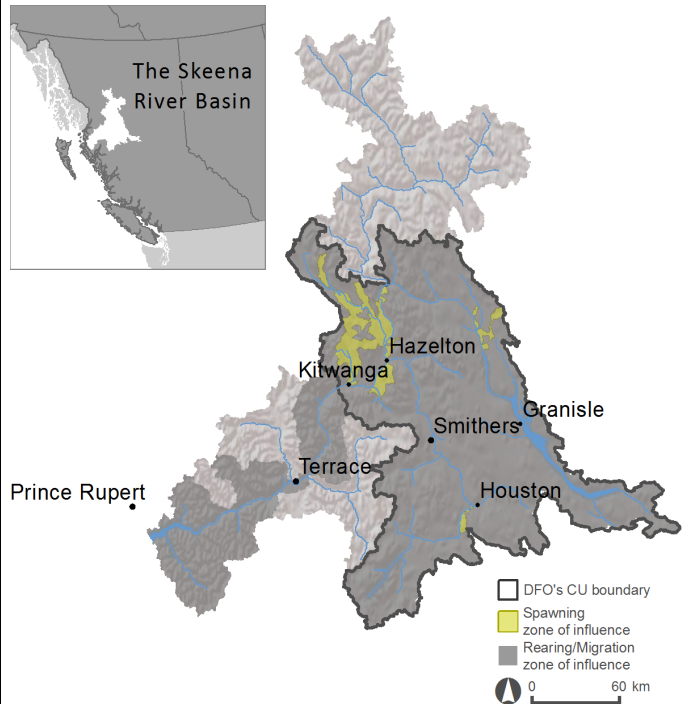 The Skeena
River Basin
Hazelton
Kitwanga
Granisle
Smithers
Terrace
Prince Rupert
Houston
DFO's CU boundary
Spawning
zone of influence
Rearing/Migration
zone of influence
0 60 km